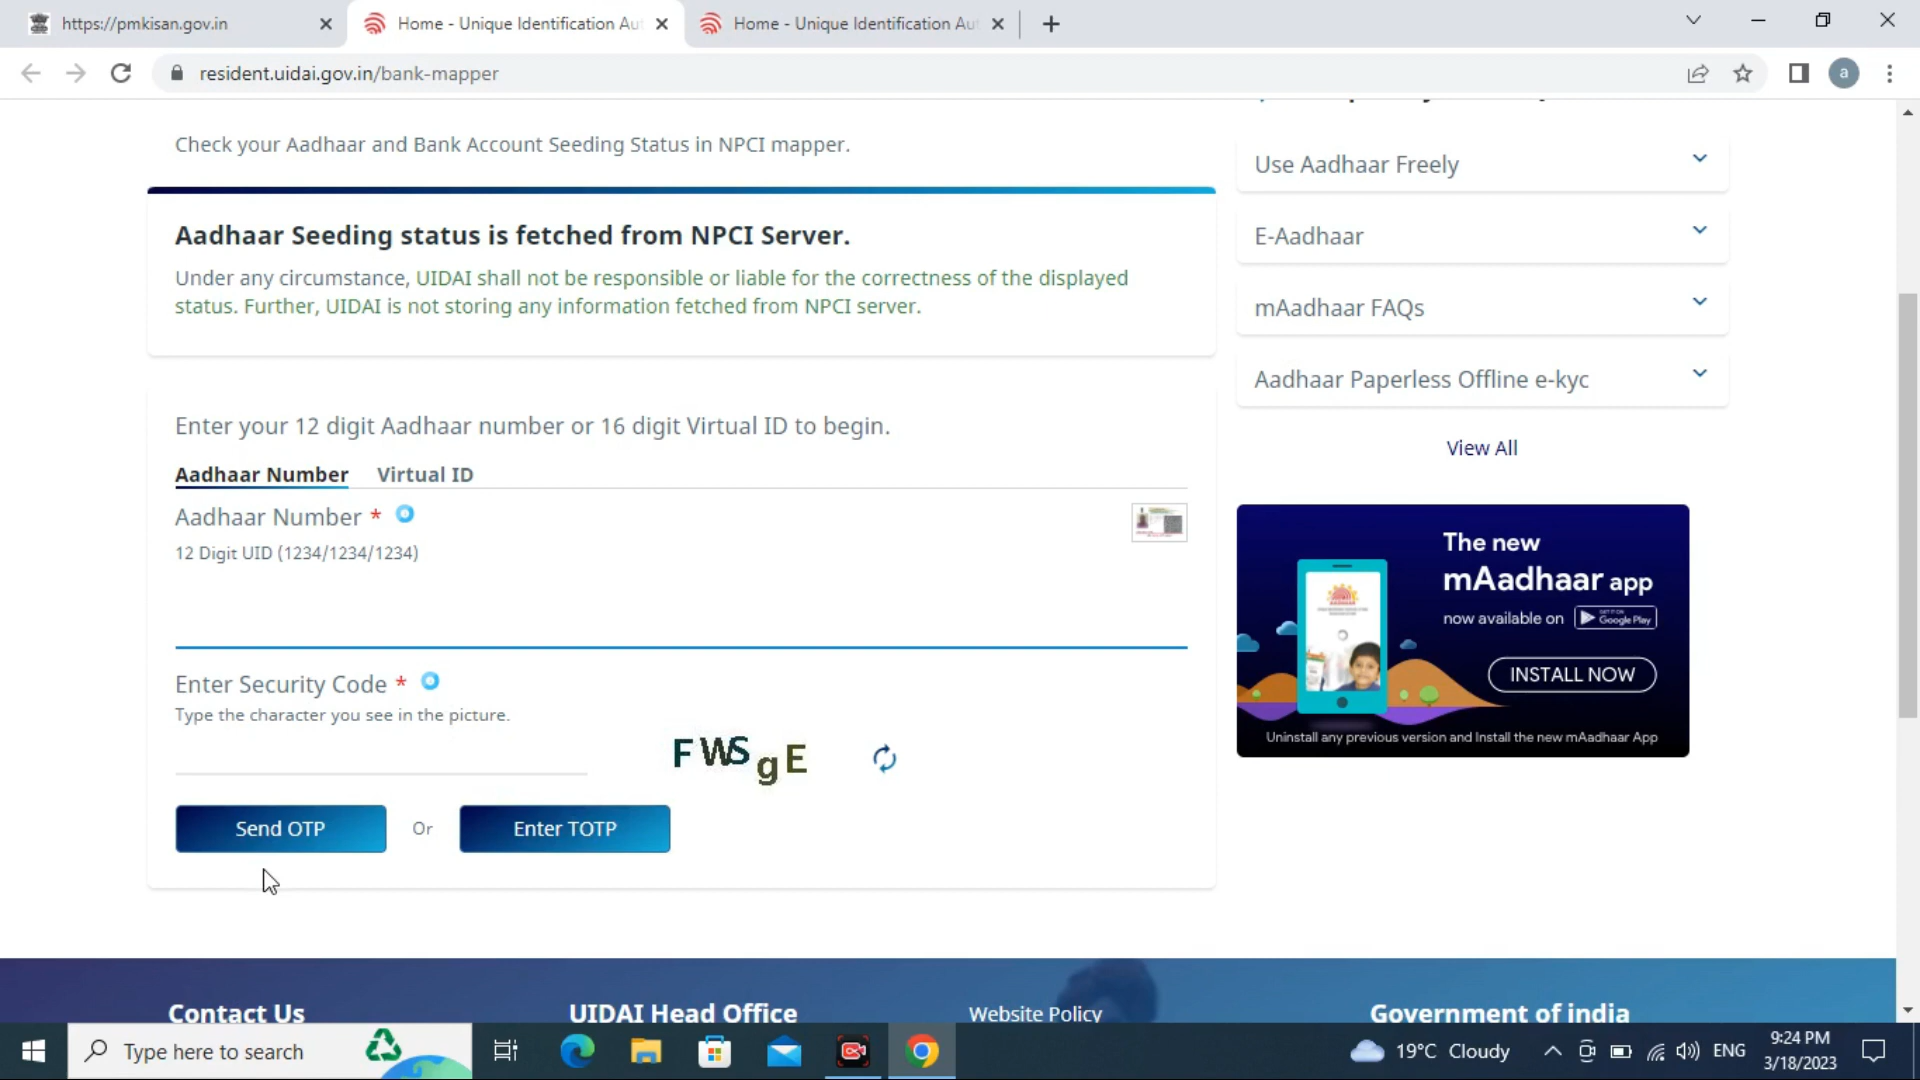 https://pmkisan.gov.in
Home - Unique Identification Aut
Home - Unique Identification Aut
resident.uidai.gov.in/bank-mapper
a
Check your Aadhaar and Bank Account Seeding Status in NPCI mapper.
Aadhaar Seeding status is fetched from NPCI Server.
Under any circumstance, UIDAI shall not be responsible or liable for the correctness of the displayed
status. Further, UIDAI is not storing any information fetched from NPCI server.
Enter your 12 digit Aadhaar number or 16 digit Virtual ID to begin.
Aadhaar Number Virtual ID
Aadhaar Number *
12 Digit UID (1234/1234/1234)
Enter Security Code *
Type the character you see in the picture.
FWSgE
Send OTP Or Enter TOTP
Use Aadhaar Freely
E-Aadhaar
mAadhaar FAQs
Aadhaar Paperless Offline e-kyc
View All
The new
mAadhaar app
now available on GET IT ON Google Play
INSTALL NOW
Uninstall any previous version and Install the new mAadhaar App
Contact Us UIDAI Head Office Website Policy Government of india
Type here to search
19°C Cloudy
ENG
9:24 PM
3/18/2023